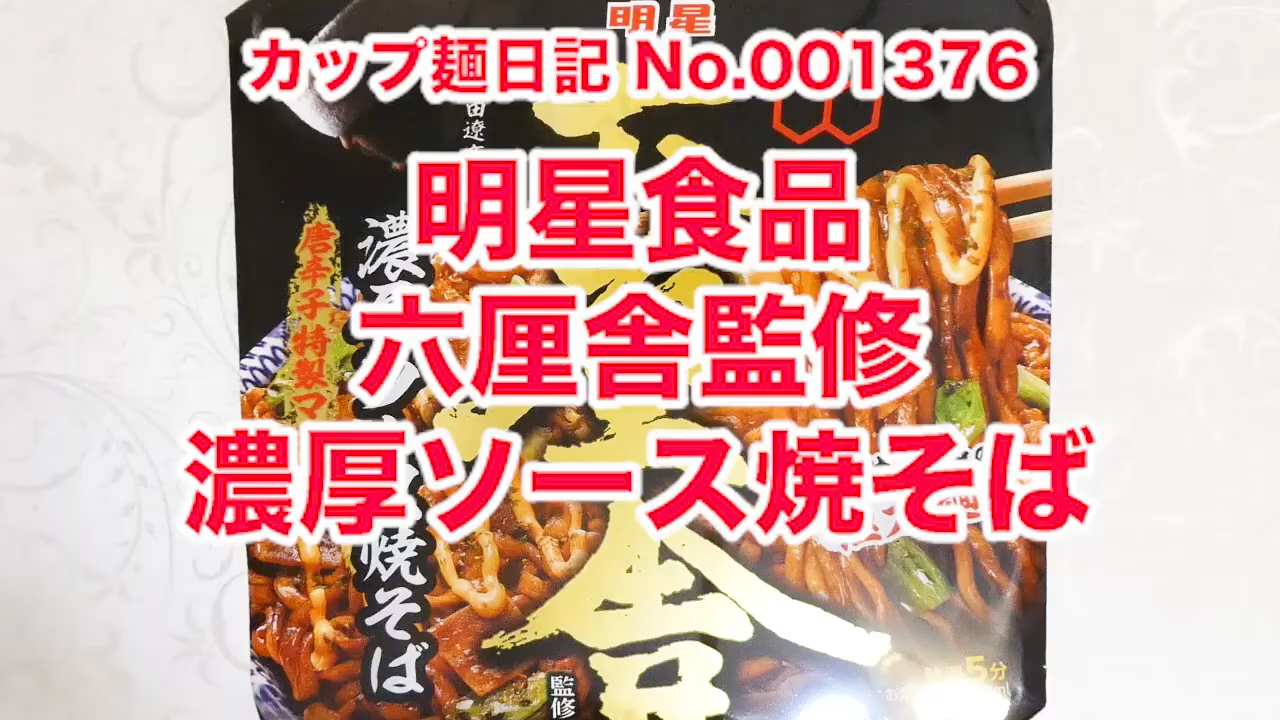 明星
カップ麺日記 No.001376
明星食品
六厘舎監修
濃厚ソース焼そば
唐辛子特製マ
濃
焼そば
監修
5分